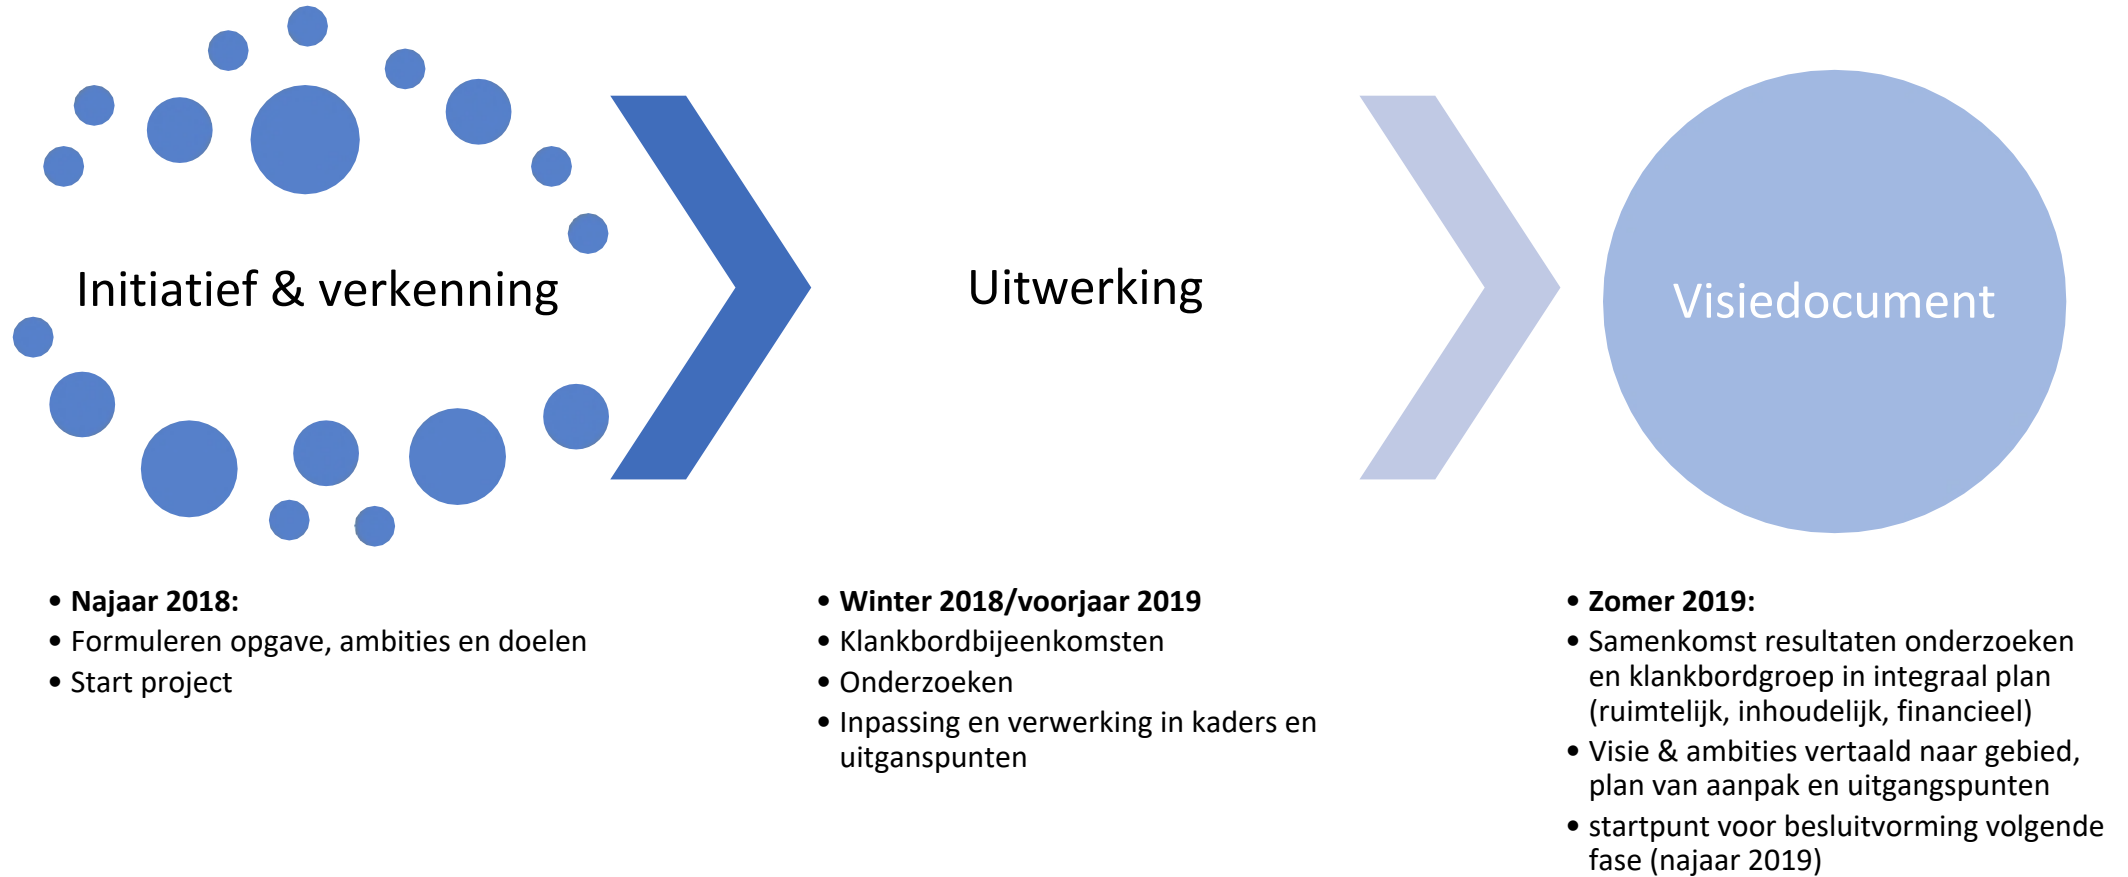 Initiatief & verkenning
Uitwerking
Visiedocument
• Najaar 2018:
• Formuleren opgave, ambities en doelen
• Start project
• Winter 2018/voorjaar 2019
• Klankbordbijeenkomsten
• Onderzoeken
• Inpassing en verwerking in kaders en
uitganspunten
• Zomer 2019:
• Samenkomst resultaten onderzoeken
en klankbordgroep in integraal plan
(ruimtelijk, inhoudelijk, financieel)
• Visie & ambities vertaald naar gebied,
plan van aanpak en uitgangspunten
• startpunt voor besluitvorming volgende
fase (najaar 2019)